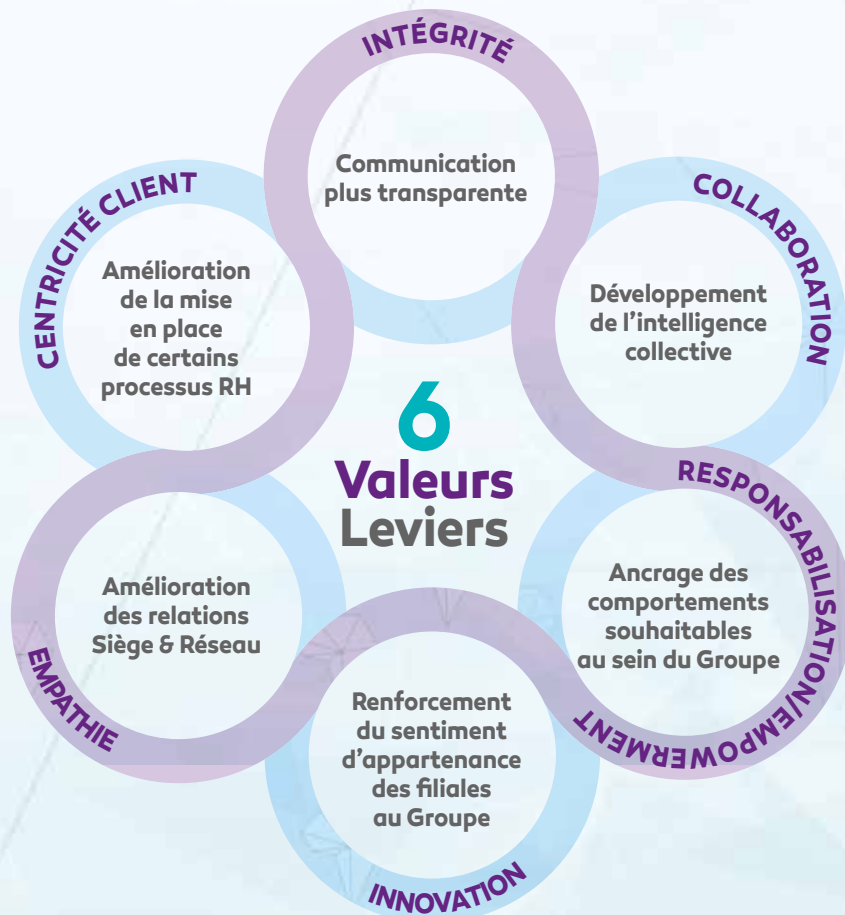 INTÉGRITÉ
Communication
plus transparente
COLLABORATION
Développement
de l’intelligence
collective
RESPONSABILISATION/EMPOWERMENT
Ancrage des
comportements
souhaitables
au sein du Groupe
INNOVATION
Renforcement
du sentiment
d’appartenance
des filiales
au Groupe
EMPATHIE
Amélioration
des relations
Siège & Réseau
CENTRICITÉ CLIENT
Amélioration
de la mise
en place
de certains
processus RH
6
Valeurs
Leviers